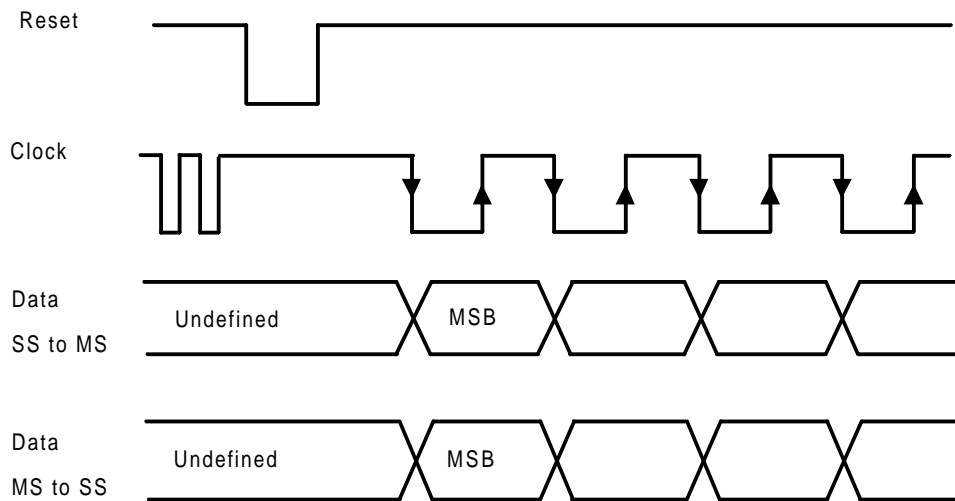 Reset
Clock
Data
SS to MS
Undefined
MSB
Data
MS to SS
Undefined
MSB